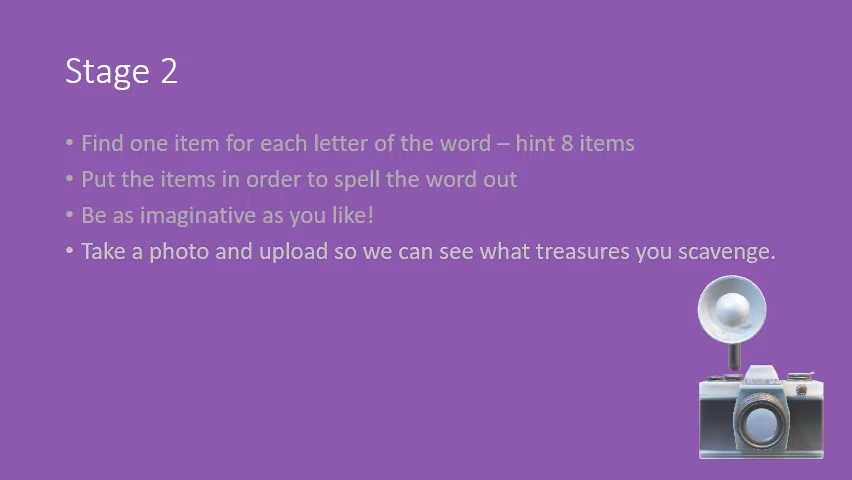 Stage 2
• Find one item for each letter of the word – hint 8 items
• Put the items in order to spell the word out
• Be as imaginative as you like!
• Take a photo and upload so we can see what treasures you scavenge.